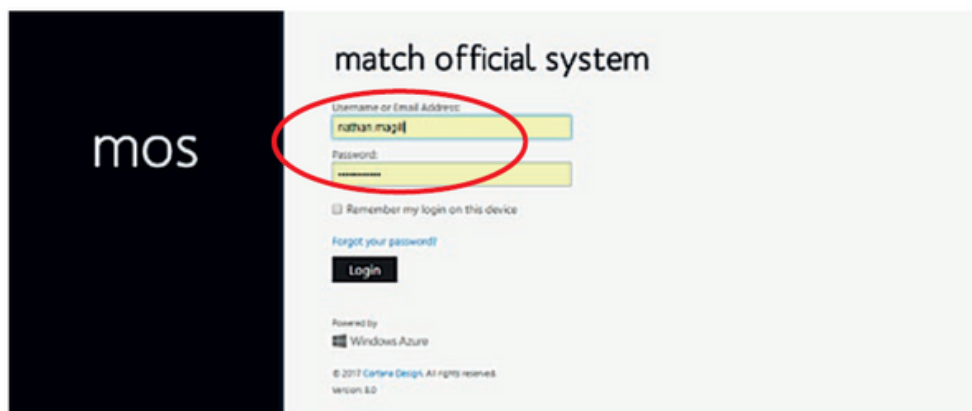 match official system
mos
Username or Email Address:
nathan.magill
Password:
Remember my login on this device
Forgot your password?
Login
Powered by
Windows Azure
© 2017 Cortana Design. All rights reserved.
Version: 8.0